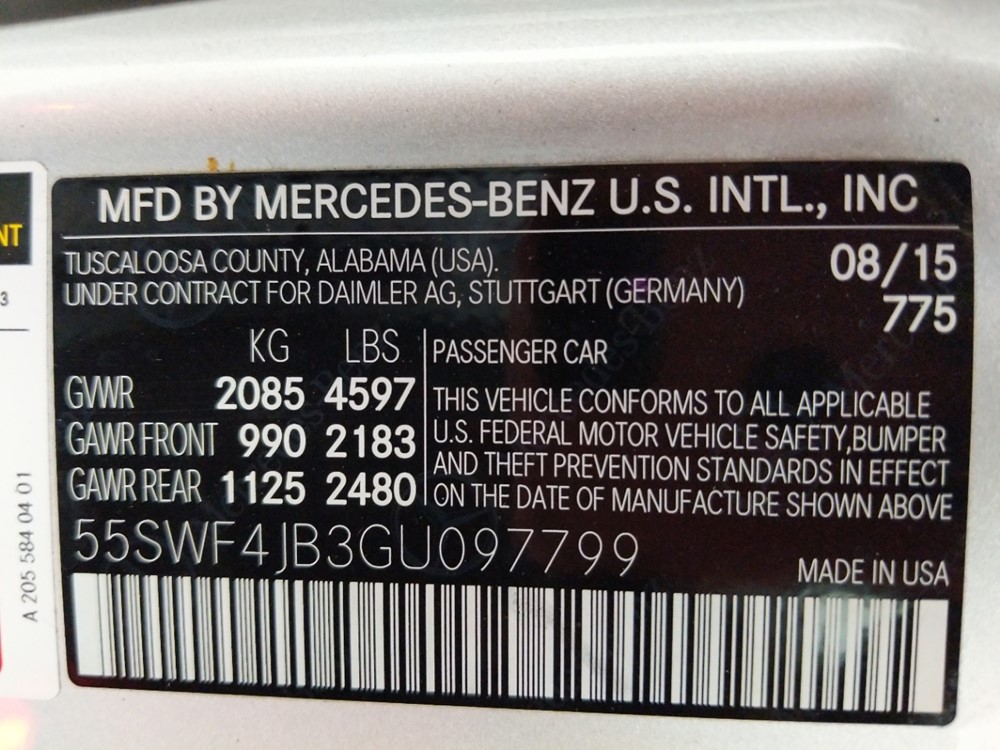 MFD BY MERCEDES-BENZ U.S. INTL., INC
TUSCALOOSA COUNTY, ALABAMA (USA).
UNDER CONTRACT FOR DAIMLER AG, STUTTGART (GERMANY)
08/15
775
KG LBS
GVWR 2085 4597
GAWR FRONT 990 2183
GAWR REAR 1125 2480
PASSENGER CAR
THIS VEHICLE CONFORMS TO ALL APPLICABLE
U.S. FEDERAL MOTOR VEHICLE SAFETY,BUMPER
AND THEFT PREVENTION STANDARDS IN EFFECT
ON THE DATE OF MANUFACTURE SHOWN ABOVE
55SWF4JB3GU097799
MADE IN USA
NT
3
A 205 584 04 01